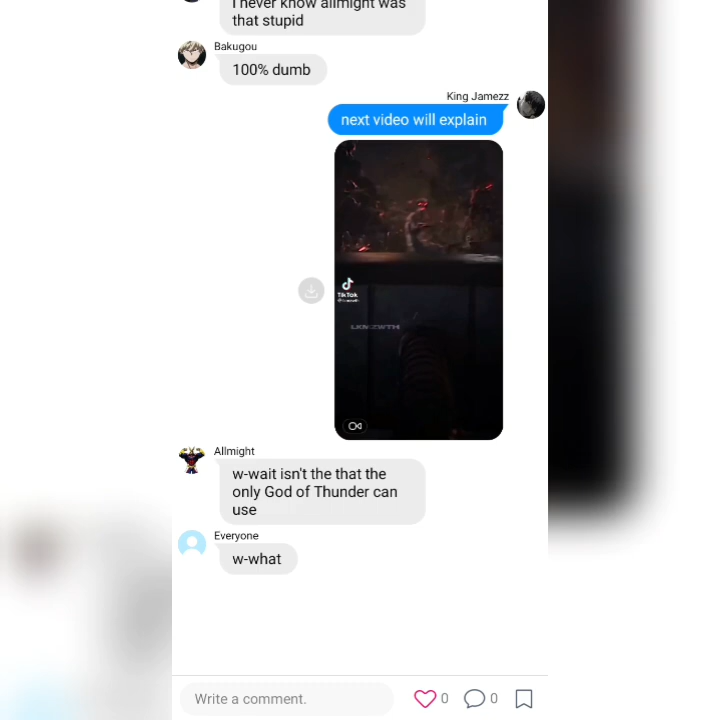 I never know allmight was
that stupid
Bakugou
100% dumb
King Jamezz
next video will explain
TikTok
LKMZWTH
Allmight
w-wait isn't the that the
only God of Thunder can
use
Everyone
w-what
Write a comment.
0
0